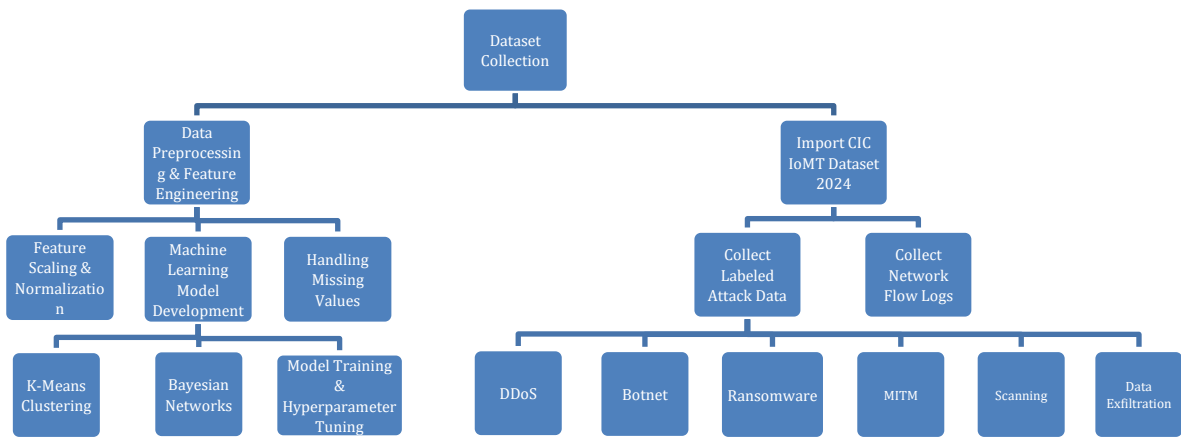 Dataset
Collection
Data
Preprocessin
g & Feature
Engineering
Import CIC
IoMT Dataset
2024
Feature
Scaling &
Normalizatio
n
Machine
Learning
Model
Development
Handling
Missing
Values
Collect
Labeled
Attack Data
Collect
Network
Flow Logs
K-Means
Clustering
Bayesian
Networks
Model Training
&
Hyperparameter
Tuning
DDoS
Botnet
Ransomware
MITM
Scanning
Data
Exfiltration